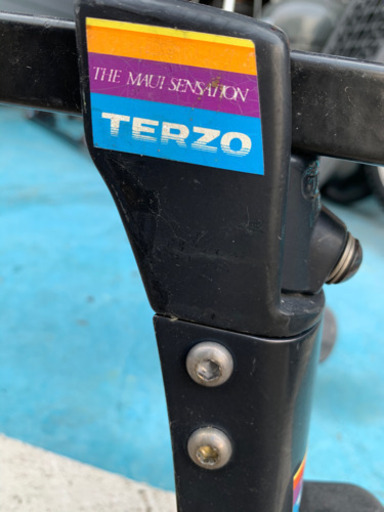 THE MAUI SENSATION
TERZO